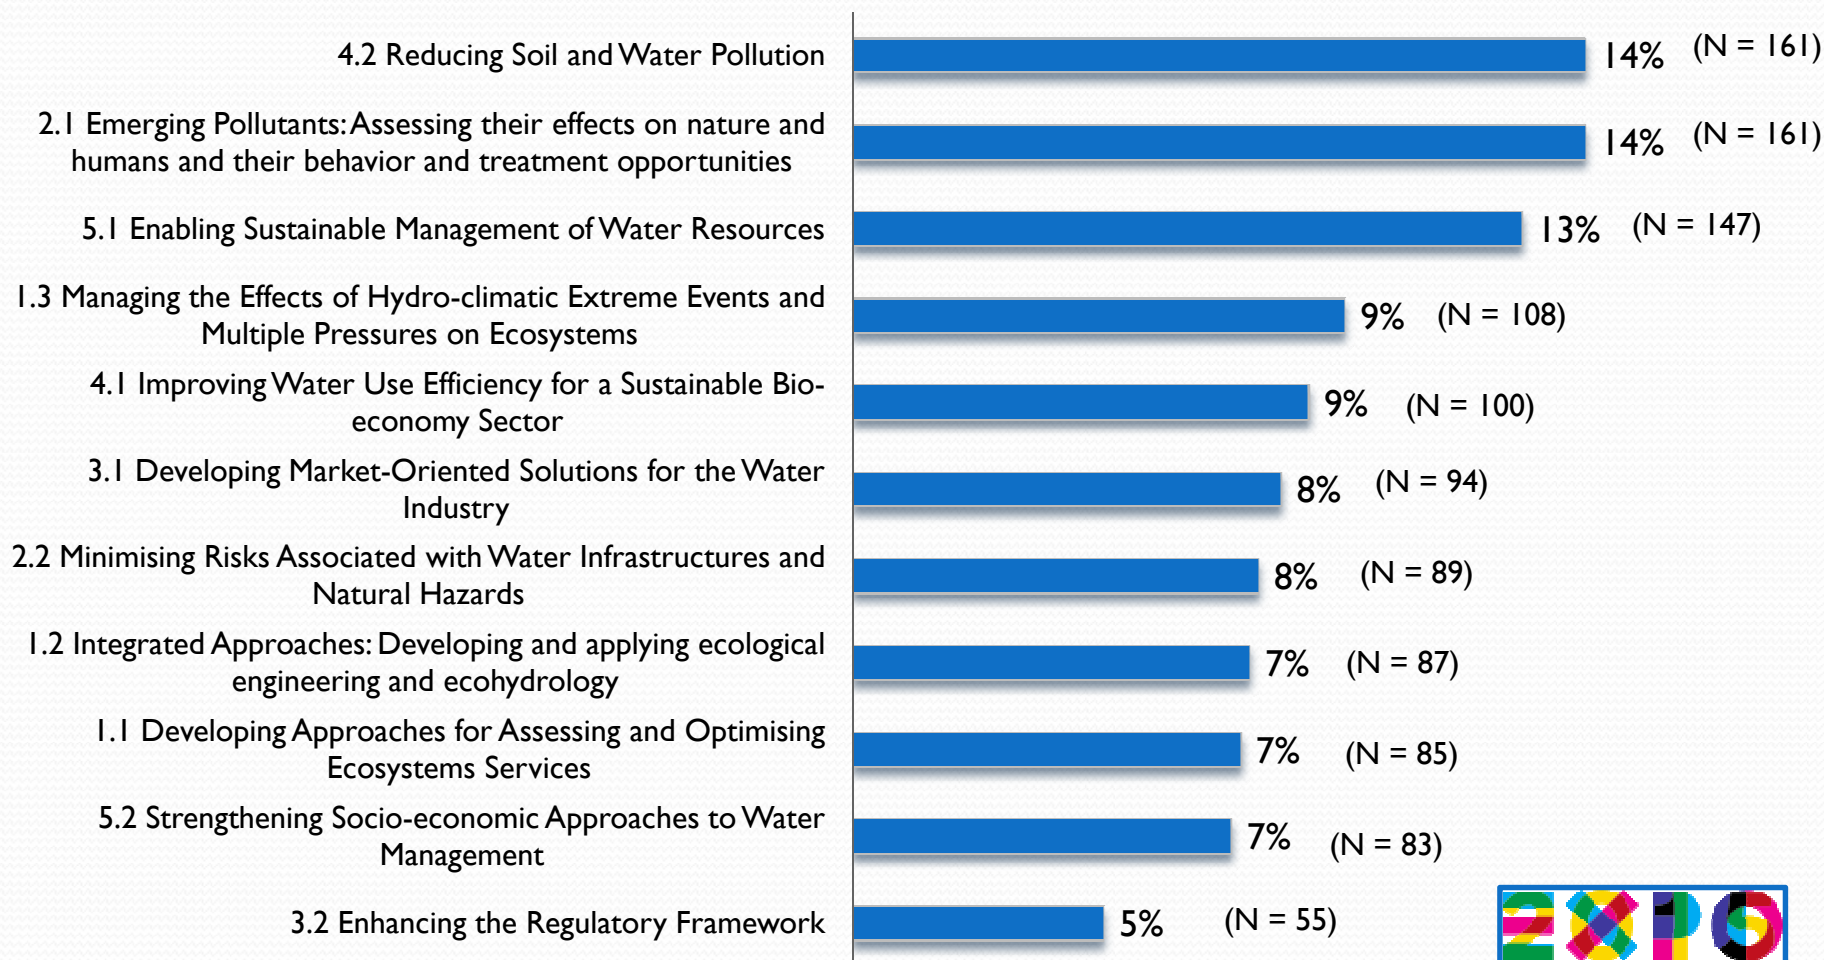 4.2 Reducing Soil and Water Pollution
14% (N = 161)
2.1 Emerging Pollutants: Assessing their effects on nature and
humans and their behavior and treatment opportunities
14% (N = 161)
5.1 Enabling Sustainable Management of Water Resources
13% (N = 147)
1.3 Managing the Effects of Hydro-climatic Extreme Events and
Multiple Pressures on Ecosystems
9% (N = 108)
4.1 Improving Water Use Efficiency for a Sustainable Bio-
economy Sector
9% (N = 100)
3.1 Developing Market-Oriented Solutions for the Water
Industry
8% (N = 94)
2.2 Minimising Risks Associated with Water Infrastructures and
Natural Hazards
8% (N = 89)
1.2 Integrated Approaches: Developing and applying ecological
engineering and ecohydrology
7% (N = 87)
1.1 Developing Approaches for Assessing and Optimising
Ecosystems Services
7% (N = 85)
5.2 Strengthening Socio-economic Approaches to Water
Management
7% (N = 83)
3.2 Enhancing the Regulatory Framework
5% (N = 55)